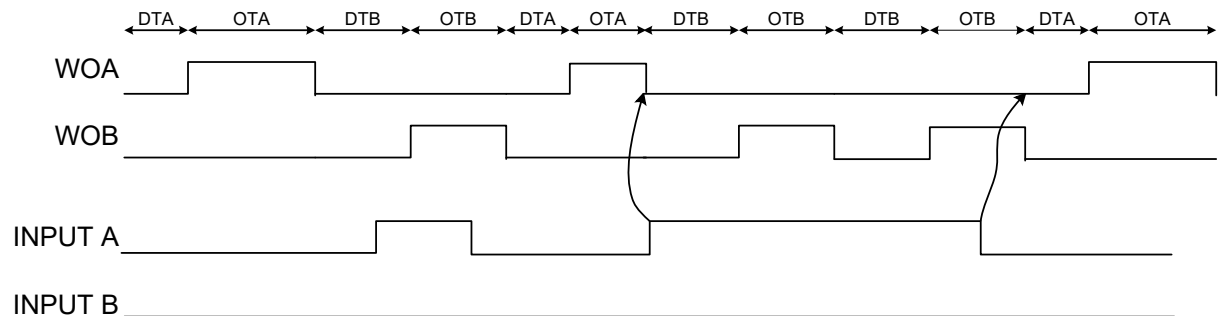 DTA OTA DTB OTB DTA OTA DTB OTB DTB OTB DTA OTA
WOA
WOB
INPUT A
INPUT B